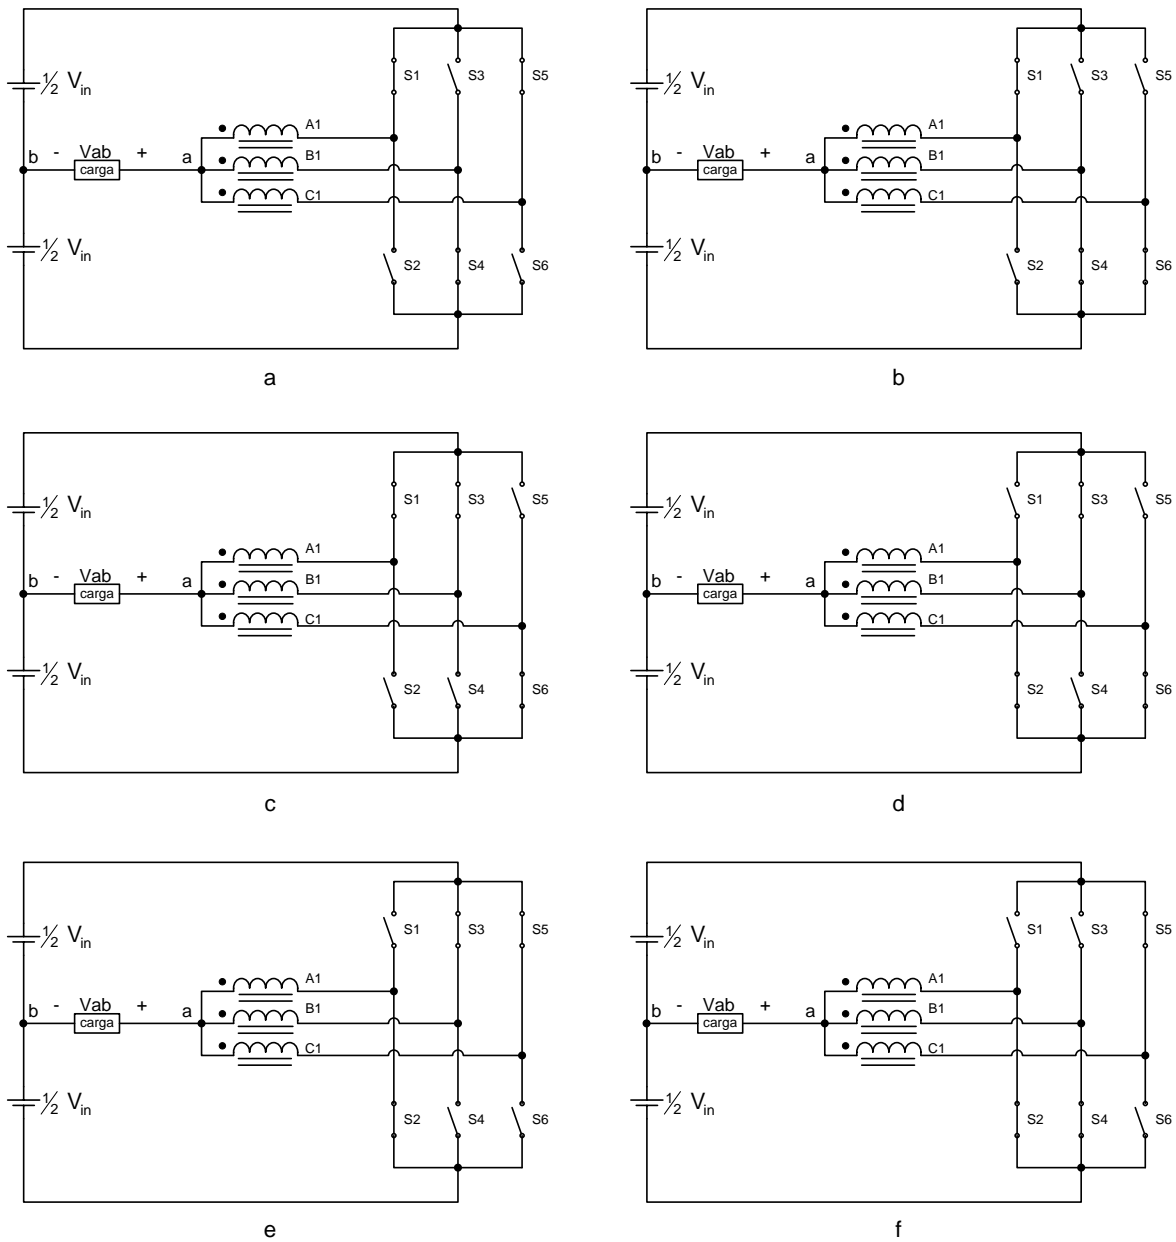 S1 S3 S5
½ Vin
A1
b - Vab + a B1
carga
C1
½ Vin S2 S4 S6
a
S1 S3 S5
½ Vin
A1
b - Vab + a B1
carga
C1
½ Vin S2 S4 S6
b
S1 S3 S5
½ Vin
A1
b - Vab + a B1
carga
C1
½ Vin S2 S4 S6
c
S1 S3 S5
½ Vin
A1
b - Vab + a B1
carga
C1
½ Vin S2 S4 S6
d
S1 S3 S5
½ Vin
A1
b - Vab + a B1
carga
C1
½ Vin S2 S4 S6
e
S1 S3 S5
½ Vin
A1
b - Vab + a B1
carga
C1
½ Vin S2 S4 S6
f